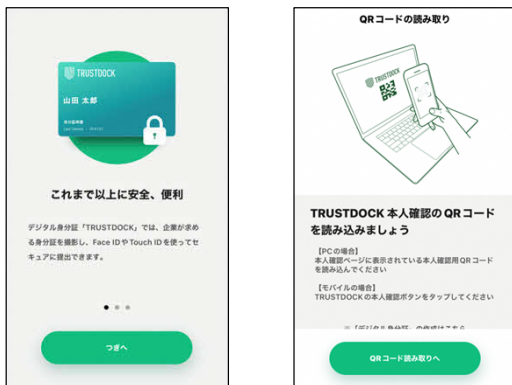 TRUSTDOCK
山田 太郎
これまで以上に安全、便利
デジタル身分証「TRUSTDOCK」では、企業が求め
る身分証を撮影し、Face IDやTouch IDを使ってセ
キュアに提出できます。
つぎへ
QRコードの読み取り
TRUSTDOCK
TRUSTDOCK 本人確認のQRコード
を読み込みましょう
【PCの場合】
本人確認ページに表示されている本人確認用QRコード
を読み込んでください
【モバイルの場合】
TRUSTDOCKの本人確認ボタンをタップしてください
QRコード読み取りへ